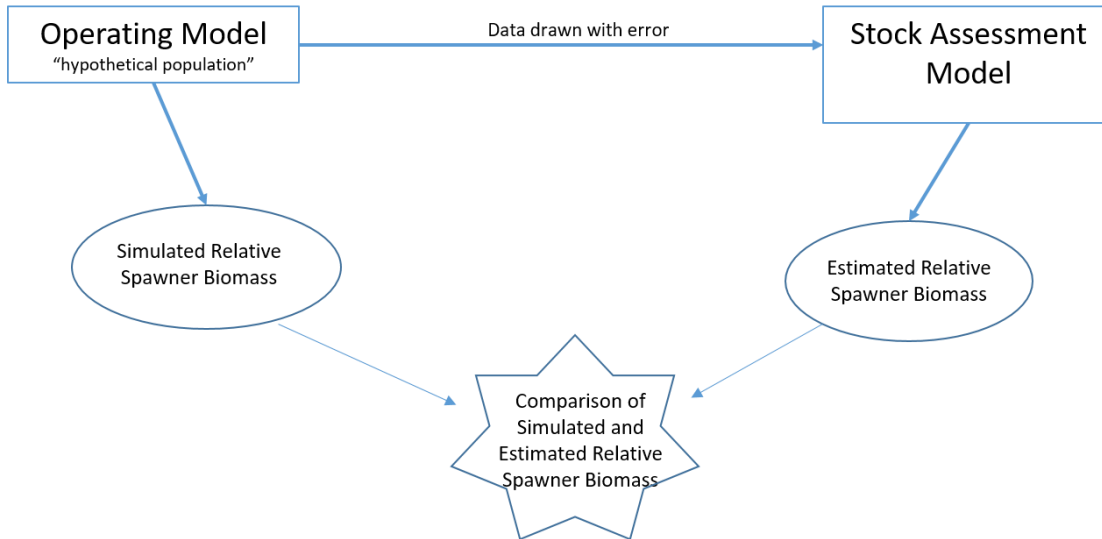 Operating Model
“hypothetical population”
Data drawn with error
Stock Assessment
Model
Simulated Relative
Spawner Biomass
Estimated Relative
Spawner Biomass
Comparison of
Simulated and
Estimated Relative
Spawner Biomass